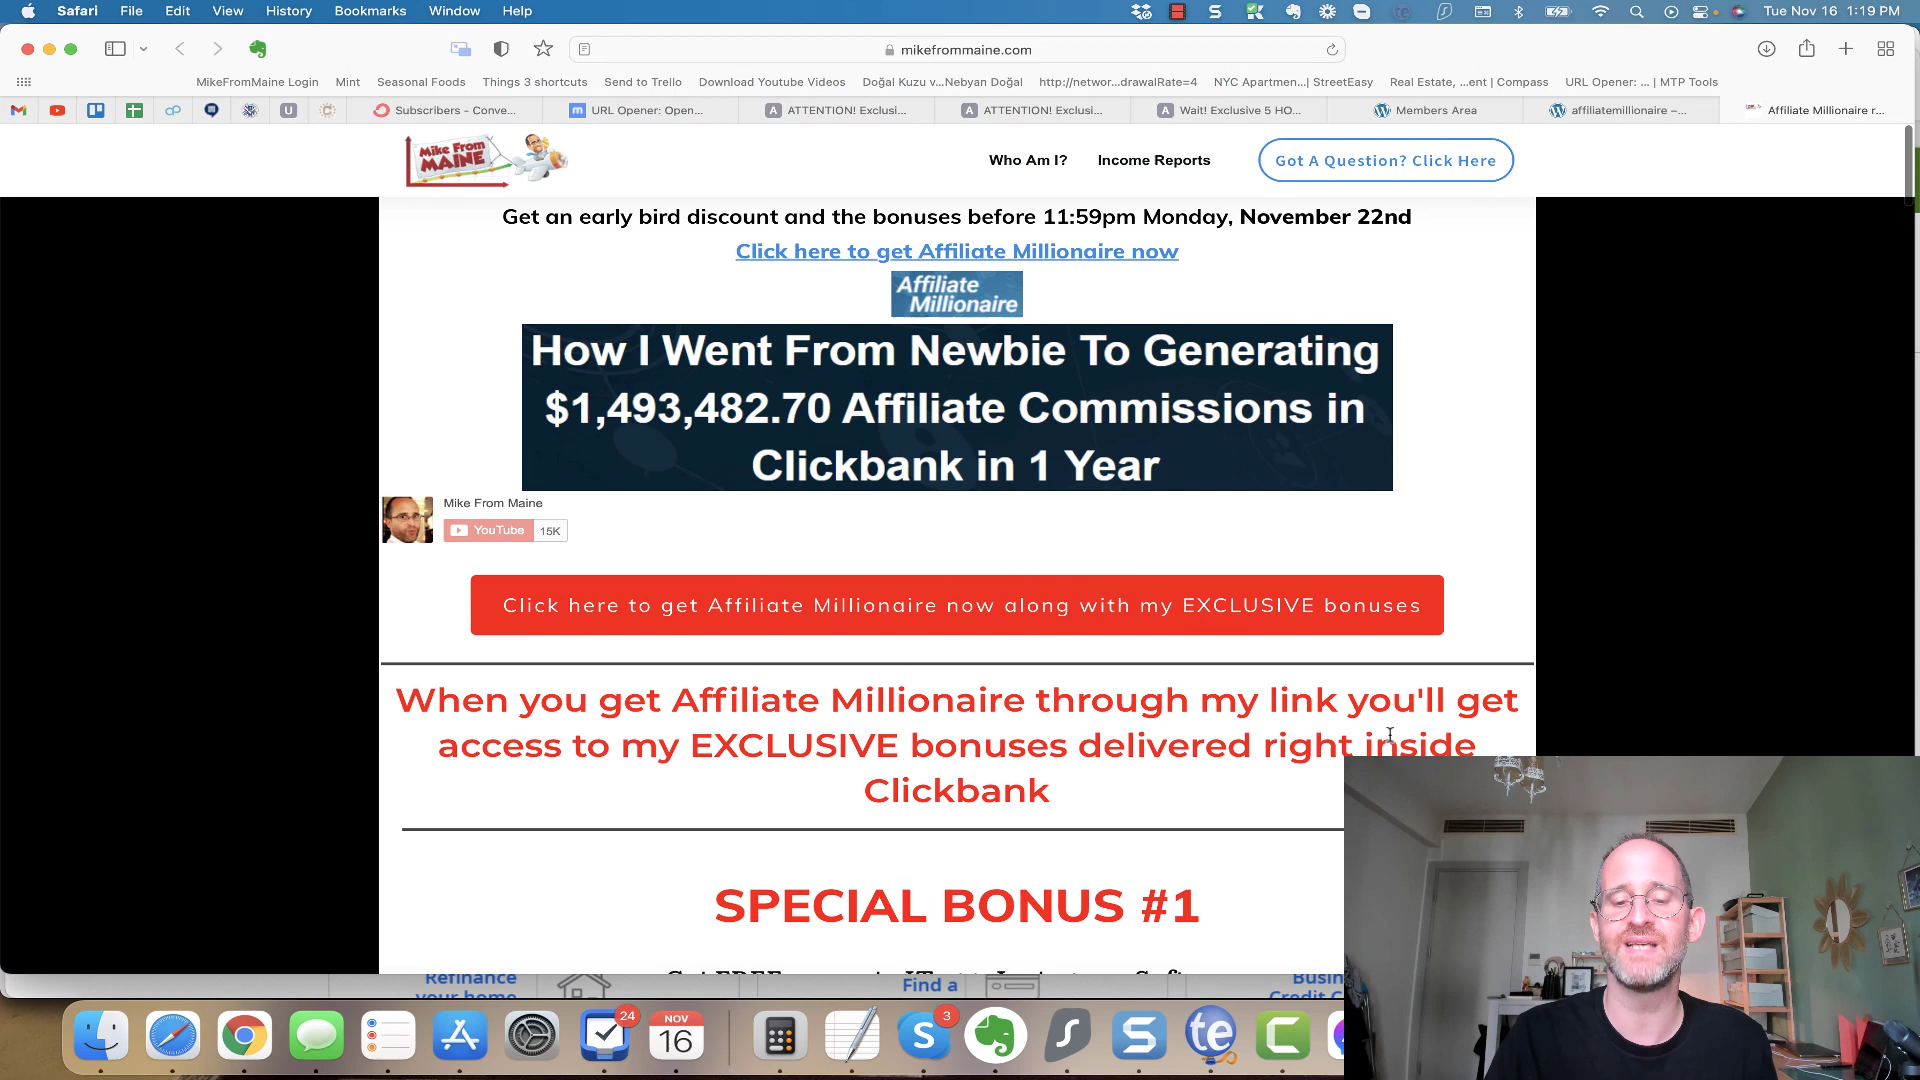 Safari File Edit View History Bookmarks Window Help
Tue Nov 16 1:19 PM
mikefrommaine.com
MikeFromMaine Login Mint Seasonal Foods Things 3 shortcuts Send to Trello Download Youtube Videos Doğal Kuzu v...Nebyan Doğal http://networ...drawalRate=4 NYC Apartmen...| StreetEasy Real Estate, ...ent | Compass URL Opener: ... | MTP Tools
Subscribers - Conve... URL Opener: Open... ATTENTION! Exclusi... ATTENTION! Exclusi... Wait! Exclusive 5 HO... Members Area affiliatemillionaire –... Affiliate Millionaire r...
Mike From
MAINE
Who Am I? Income Reports Got A Question? Click Here
Get an early bird discount and the bonuses before 11:59pm Monday, November 22nd
Click here to get Affiliate Millionaire now
Affiliate
Millionaire
How I Went From Newbie To Generating
$1,493,482.70 Affiliate Commissions in
Clickbank in 1 Year
Mike From Maine
YouTube 15K
Click here to get Affiliate Millionaire now along with my EXCLUSIVE bonuses
When you get Affiliate Millionaire through my link you'll get
access to my EXCLUSIVE bonuses delivered right inside
Clickbank
SPECIAL BONUS #1
Refinance
your home
Find a
24
NOV
16
3
S
te
C